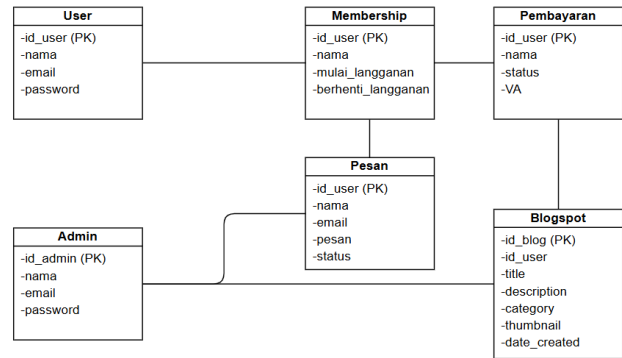 User
-id_user (PK)
-nama
-email
-password
Membership
-id_user (PK)
-nama
-mulai_langganan
-berhenti_langganan
Pembayaran
-id_user (PK)
-nama
-status
-VA
Pesan
-id_user (PK)
-nama
-email
-pesan
-status
Admin
-id_admin (PK)
-nama
-email
-password
Blogspot
-id_blog (PK)
-id_user
-title
-description
-category
-thumbnail
-date_created